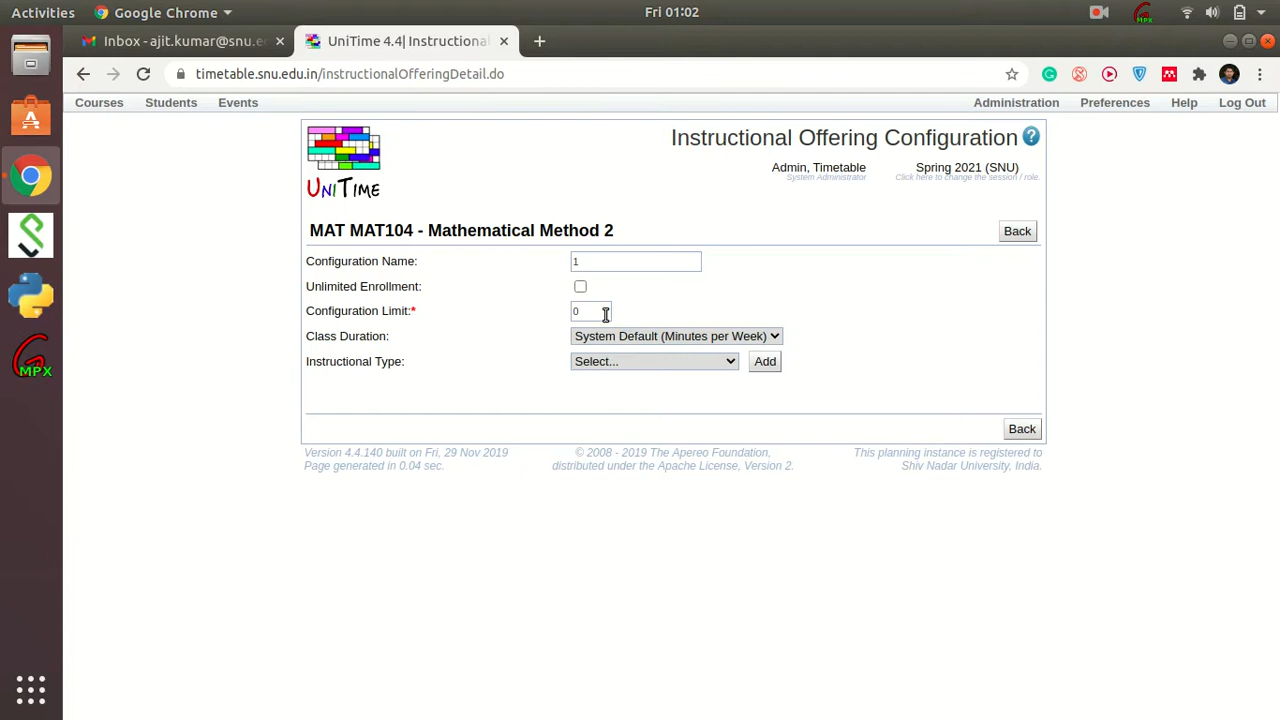 Activities Google Chrome Fri 01:02
Inbox - ajit.kumar@snu.e UniTime 4.4| Instructional
timetable.snu.edu.in/instructionalOfferingDetail.do
Courses Students Events Administration Preferences Help Log Out
UNITIME
Instructional Offering Configuration ?
Admin, Timetable Spring 2021 (SNU)
System Administrator Click here to change the session / role.
MAT MAT104 - Mathematical Method 2 Back
Configuration Name: 1
Unlimited Enrollment:
Configuration Limit:* 0
Class Duration: System Default (Minutes per Week)
Instructional Type: Select... Add
Back
Version 4.4.140 built on Fri, 29 Nov 2019 © 2008 - 2019 The Apereo Foundation, This planning instance is registered to
Page generated in 0.04 sec. distributed under the Apache License, Version 2. Shiv Nadar University, India.
MPX
MPX